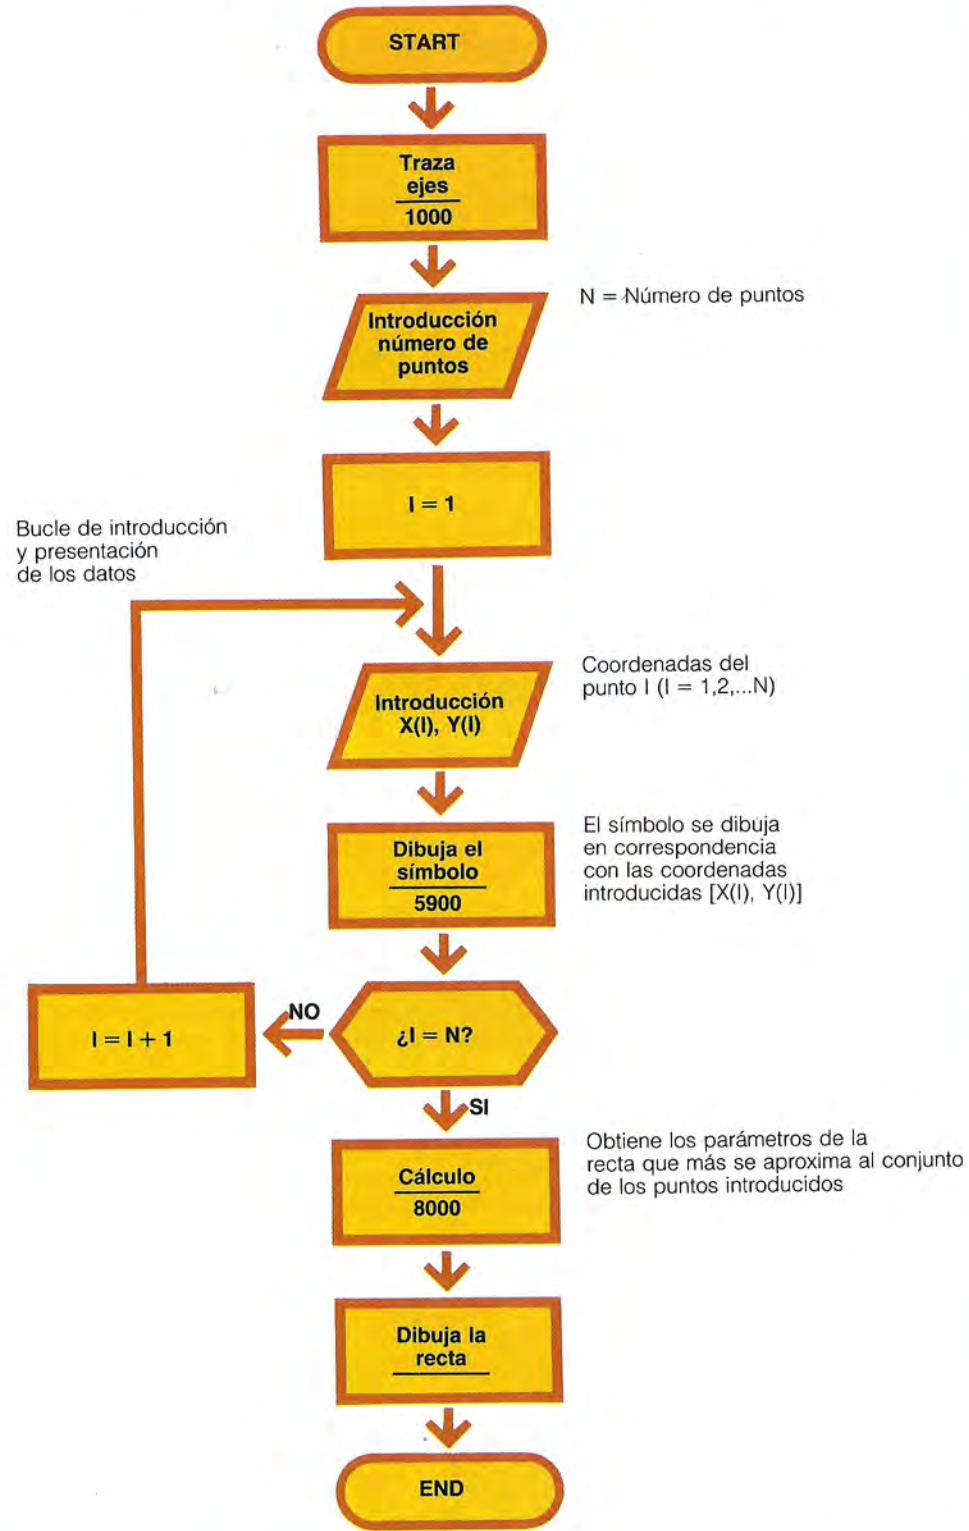 START
Traza
ejes
1000
N = Número de puntos
Introducción
número de
puntos
I = 1
Bucle de introducción
y presentación
de los datos
Coordenadas del
punto I (I = 1,2,...N)
Introducción
X(I), Y(I)
El símbolo se dibuja
en correspondencia
con las coordenadas
introducidas [X(I), Y(I)]
Dibuja el
símbolo
5900
NO
I = I + 1
¿I = N?
SI
Obtiene los parámetros de la
recta que más se aproxima al conjunto
de los puntos introducidos
Cálculo
8000
Dibuja la
recta
END